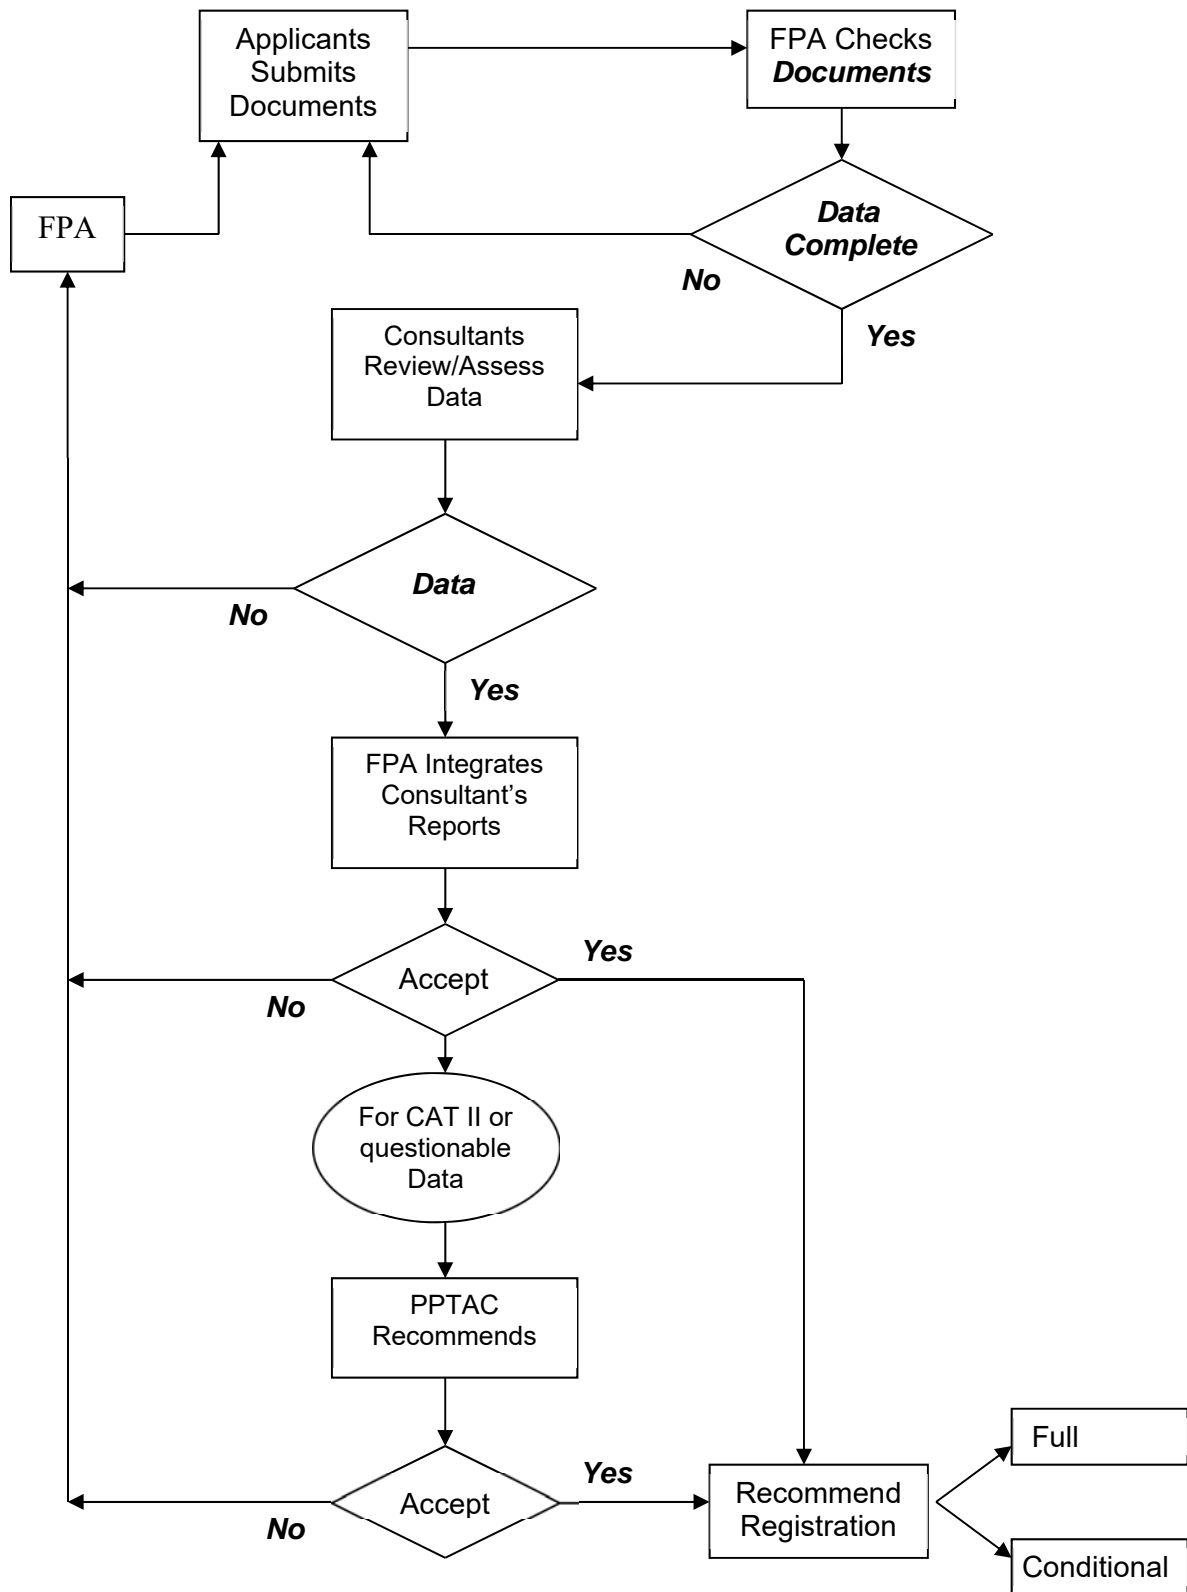 Applicants
Submits
Documents
FPA Checks
Documents
FPA
Data
Complete
No
Yes
Consultants
Review/Assess
Data
Data
No
Yes
FPA Integrates
Consultant’s
Reports
Yes
Accept
No
For CAT II or
questionable
Data
PPTAC
Recommends
Full
Yes
Accept
Recommend
Registration
No
Conditional